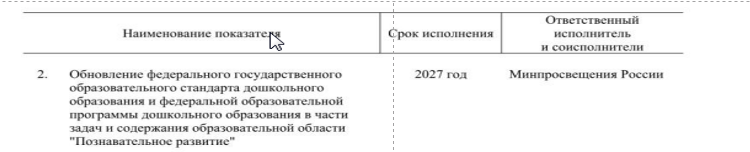 Наименование показателя
Срок исполнения
Ответственный
исполнитель
и соисполнители
2. Обновление федерального государственного
образовательного стандарта дошкольного
образования и федеральной образовательной
программы дошкольного образования в части
задач и содержания образовательной области
"Познавательное развитие"
2027 год
Минпросвещения России